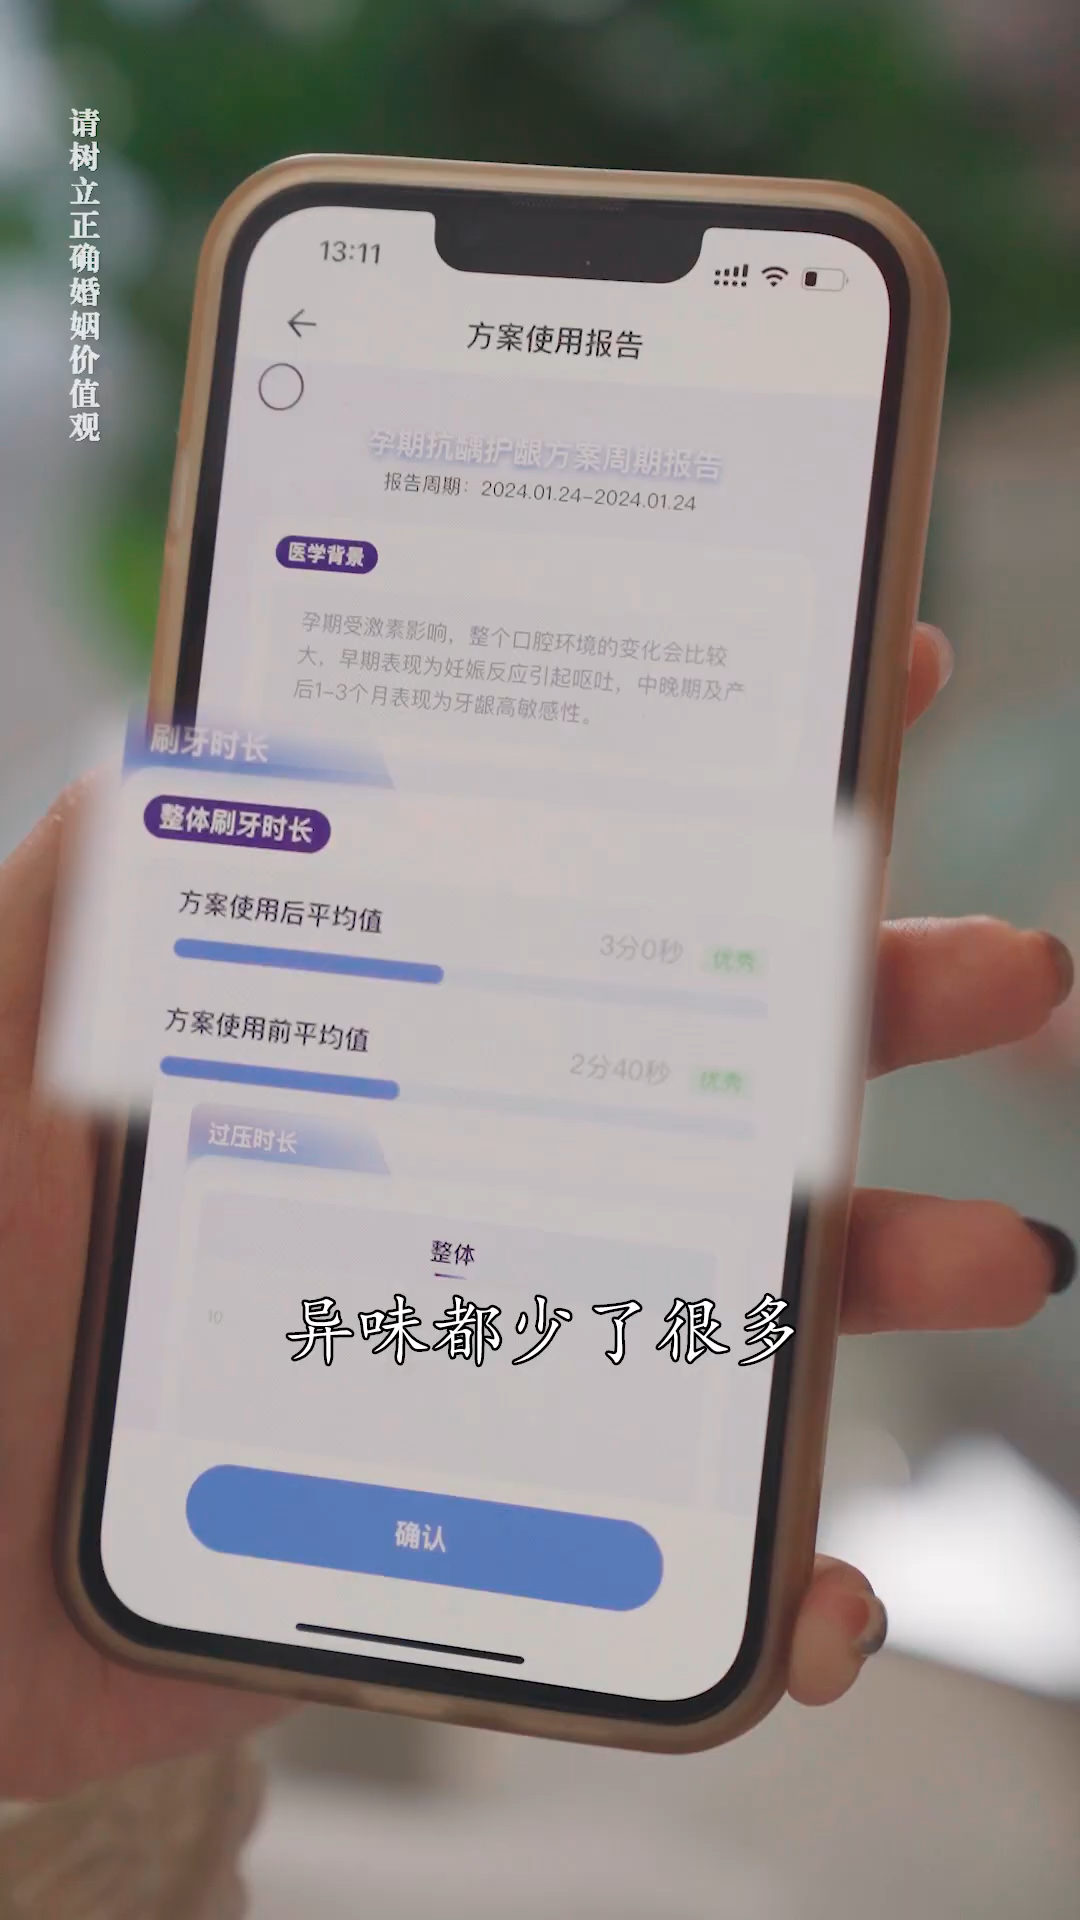 请树立正确婚姻价值观
13:11
方案使用报告
孕期抗龋护龈方案周期报告
报告周期：2024.01.24-2024.01.24
医学背景
孕期受激素影响，整个口腔环境的变化会比较
大，早期表现为妊娠反应引起呕吐，中晚期及产
后1-3个月表现为牙龈高敏感性。
刷牙时长
整体刷牙时长
方案使用后平均值
3分0秒 优秀
方案使用前平均值
2分40秒 优秀
过压时长
整体
10
异味都少了很多
确认